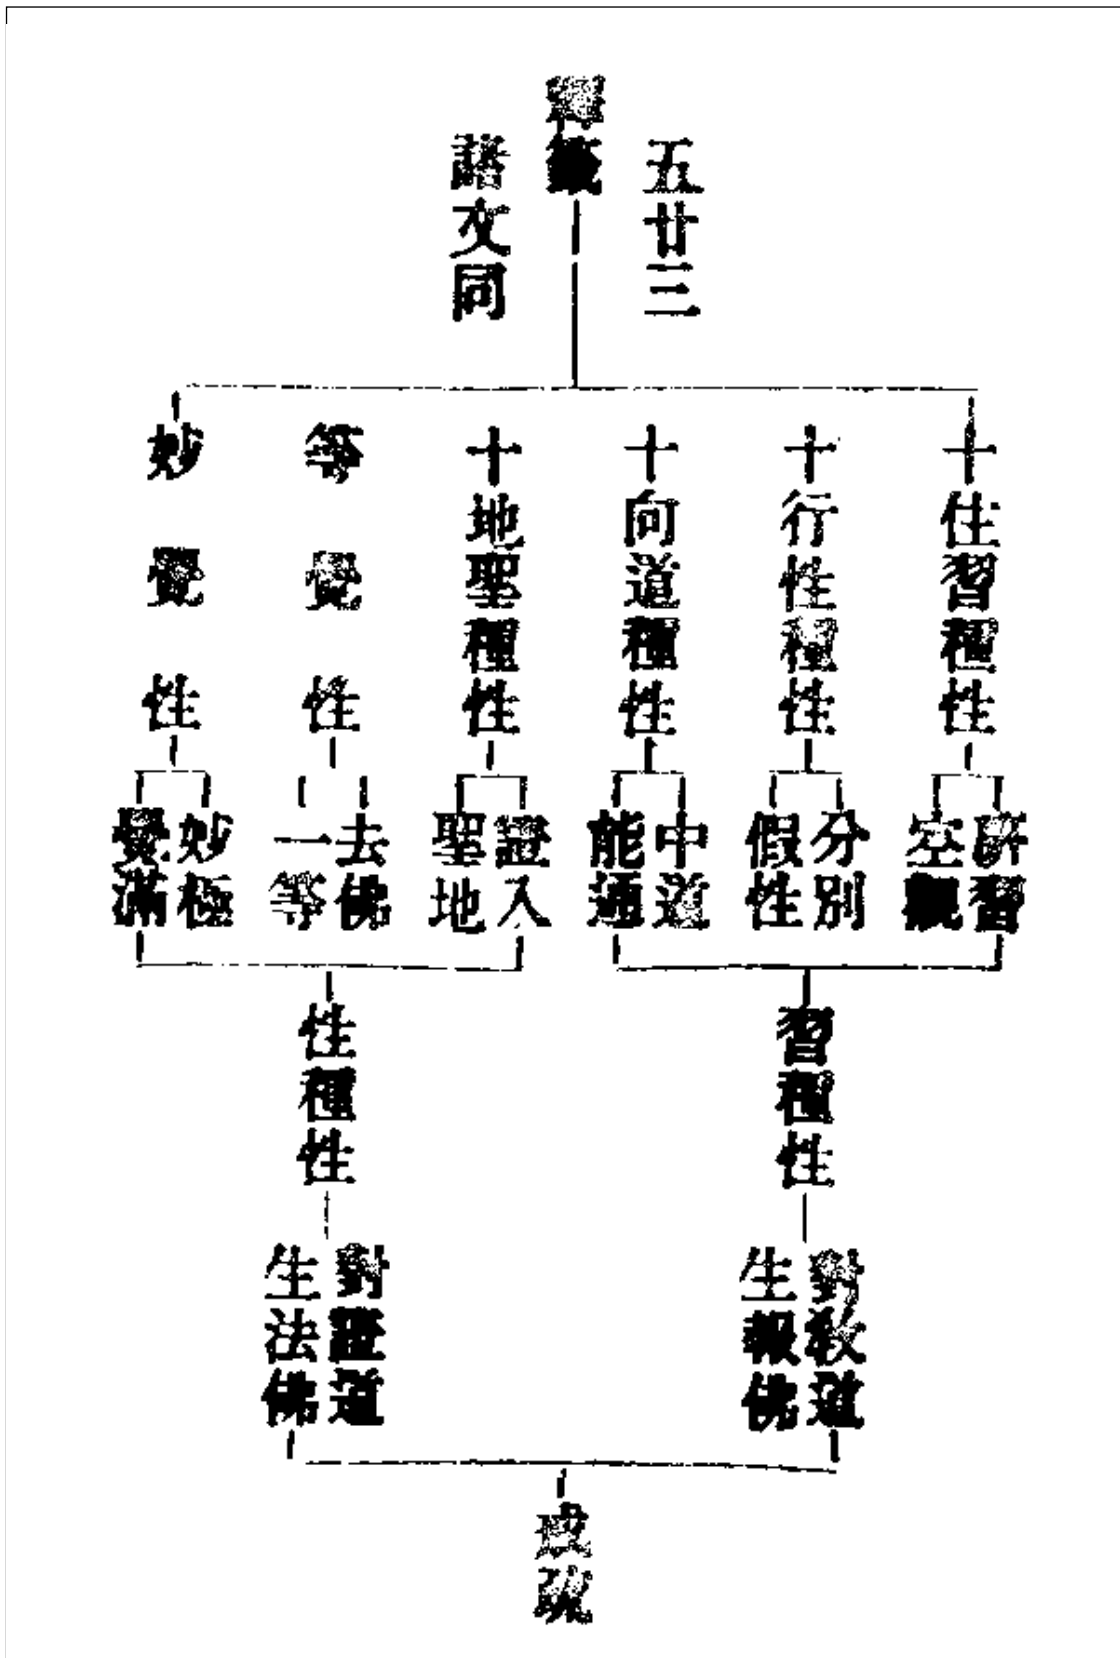 五廿三
籤
諸文同
十住習種性
十行性種性
十向道種性
十地聖種性
等覺性
妙覺性
研習
空觀
分別
假性
中道
能通
證入
聖地
去佛
一等
妙極
覺滿
習種性
性種性
對教道
生報佛
對證道
生法佛
疏